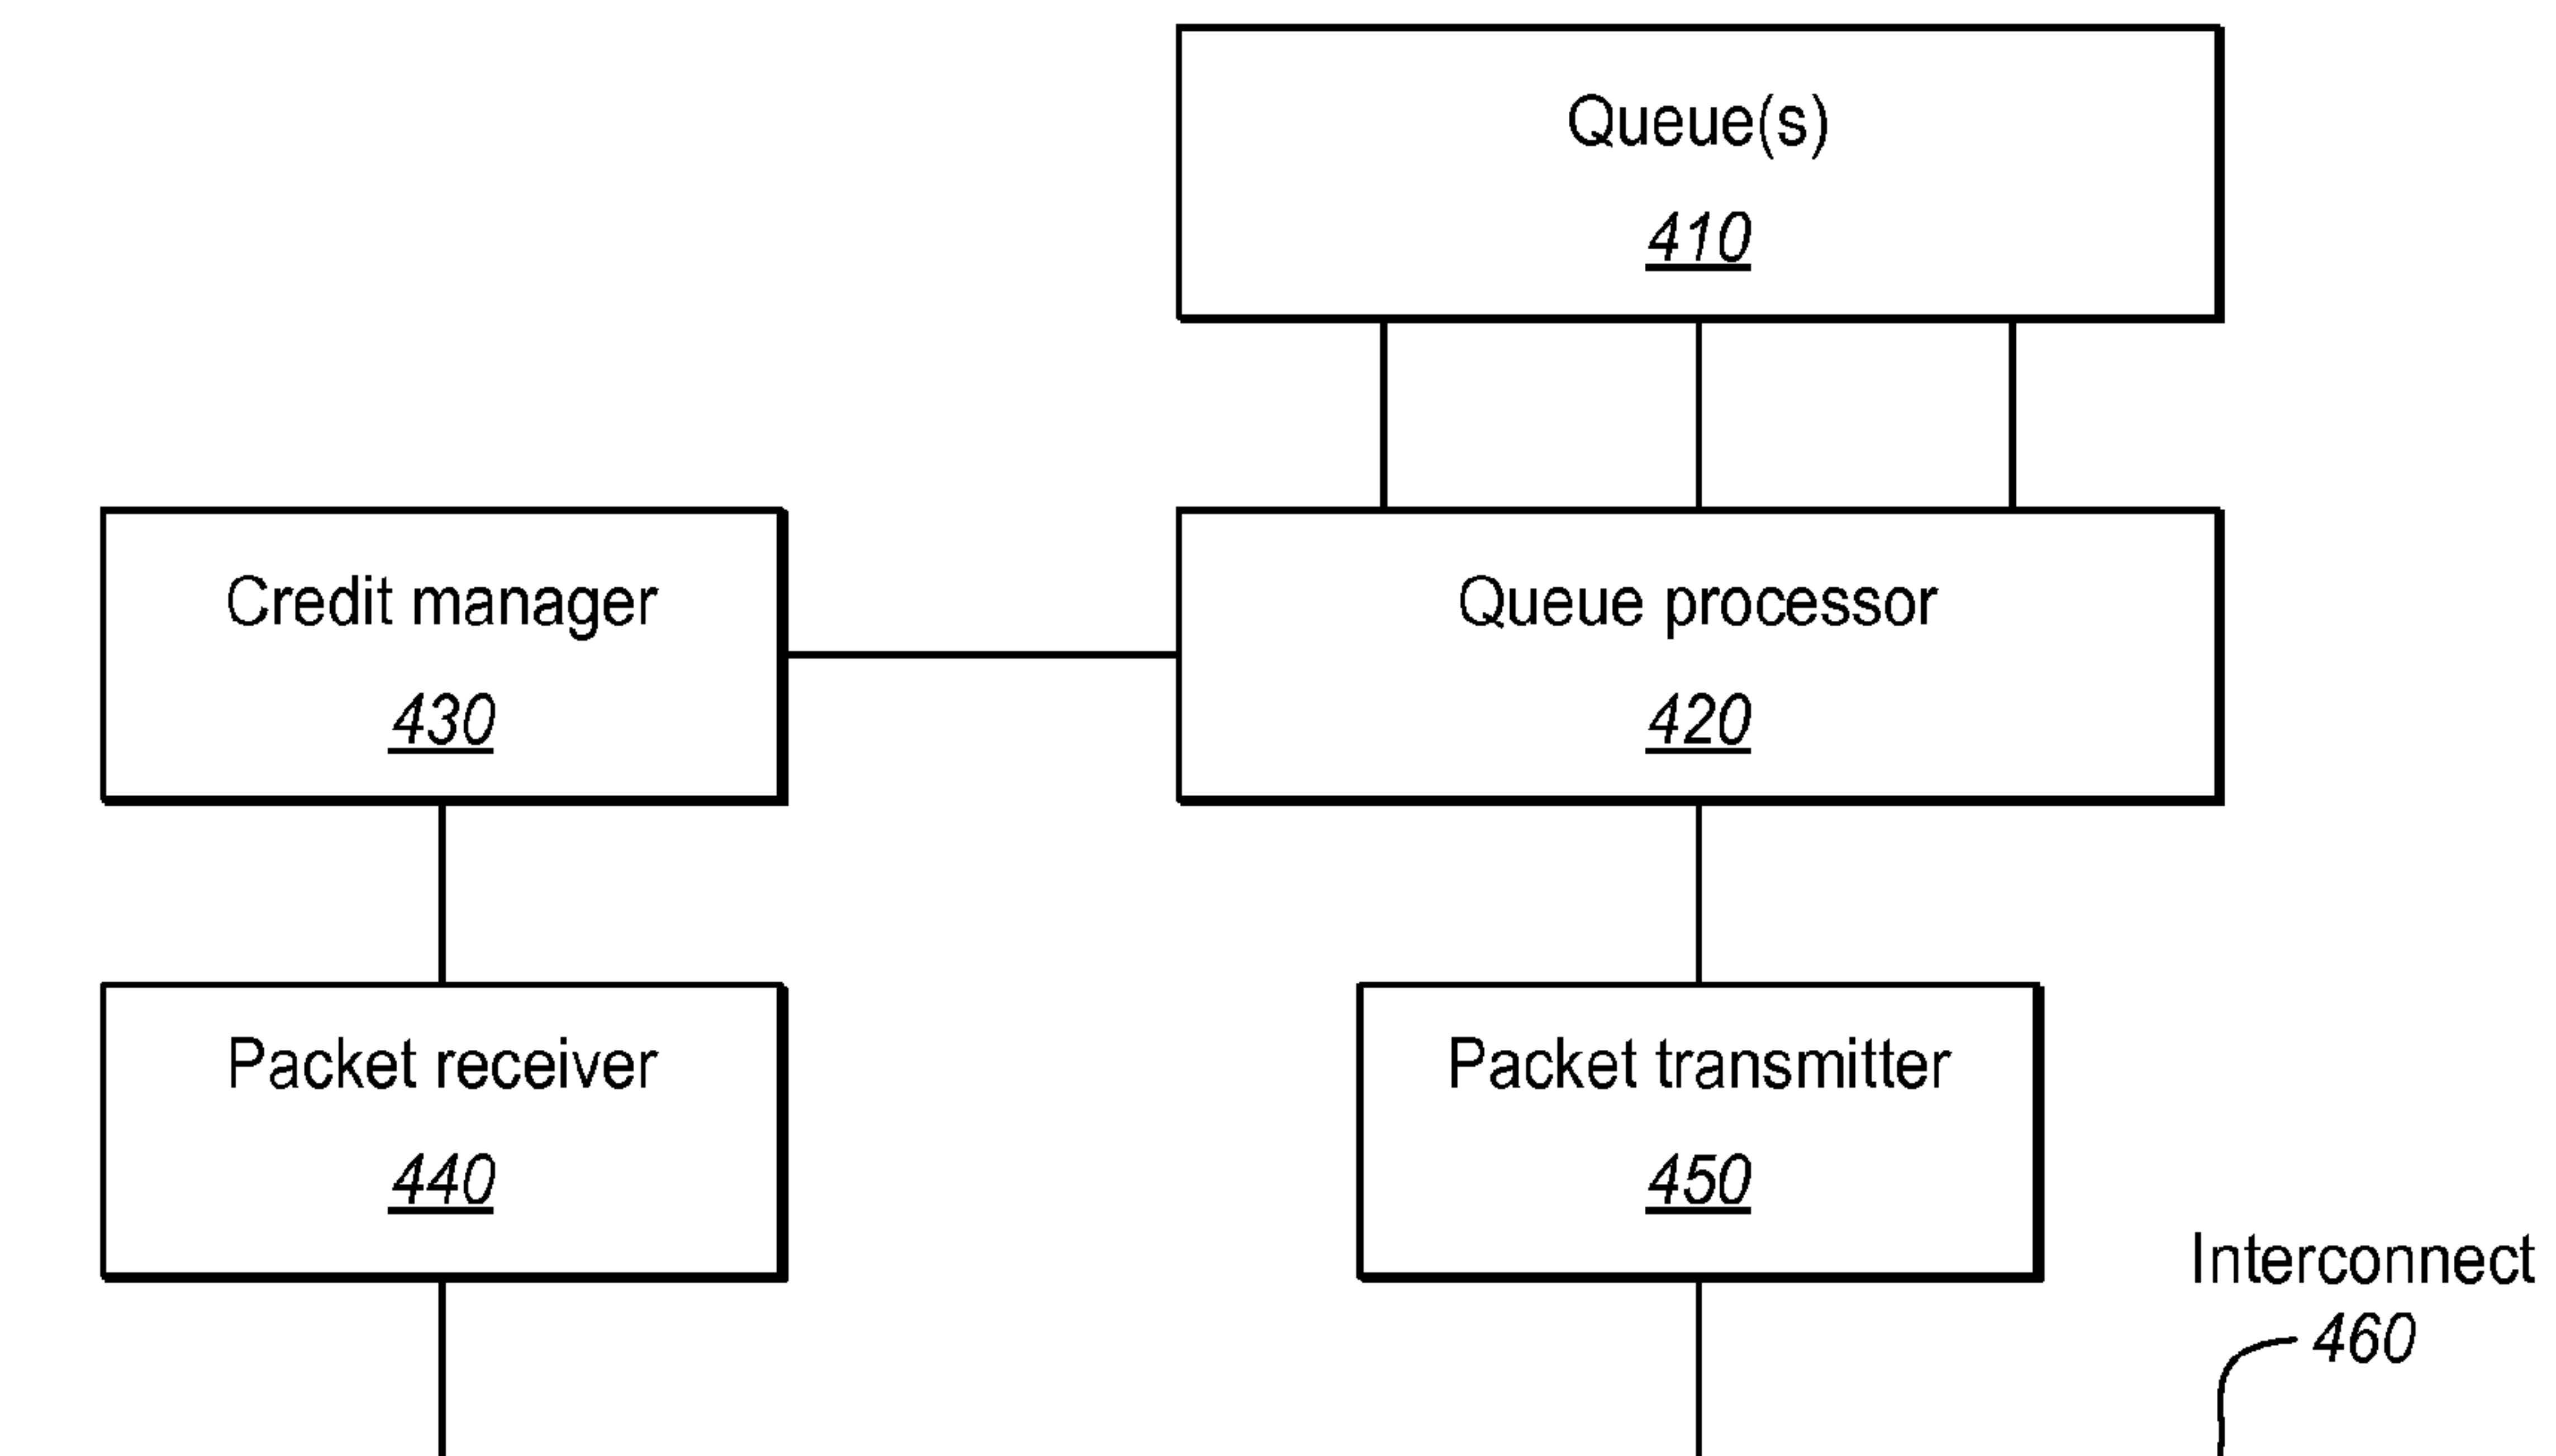 Queue(s)
410
Credit manager
430
Queue processor
420
Packet receiver
440
Packet transmitter
450
Interconnect
460